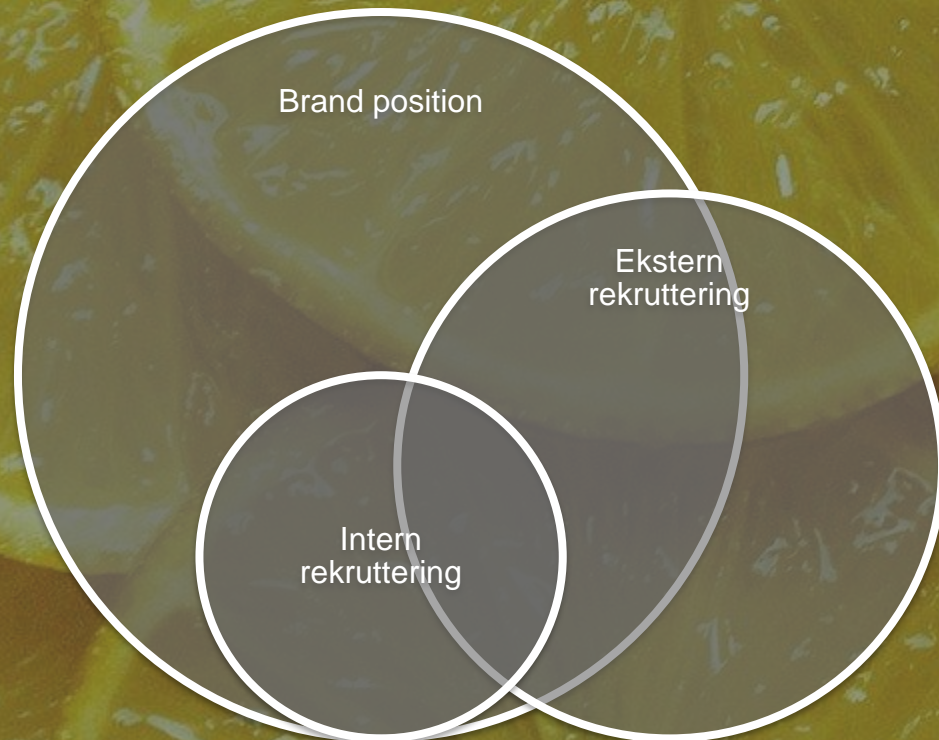 Brand position
Ekstern
rekruttering
Intern
rekruttering